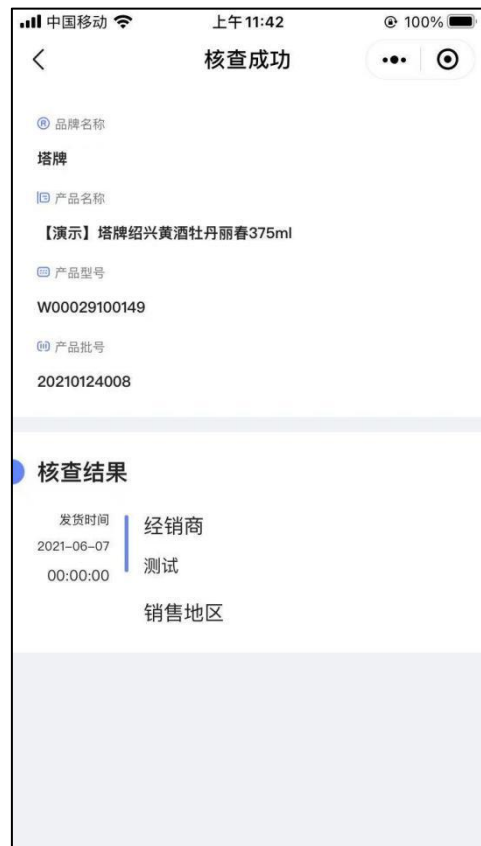 中国移动 上午11:42 100%
核查成功
品牌名称
塔牌
产品名称
【演示】塔牌绍兴黄酒牡丹丽春375ml
产品型号
W00029100149
产品批号
20210124008
核查结果
发货时间
2021-06-07
00:00:00
经销商
测试
销售地区